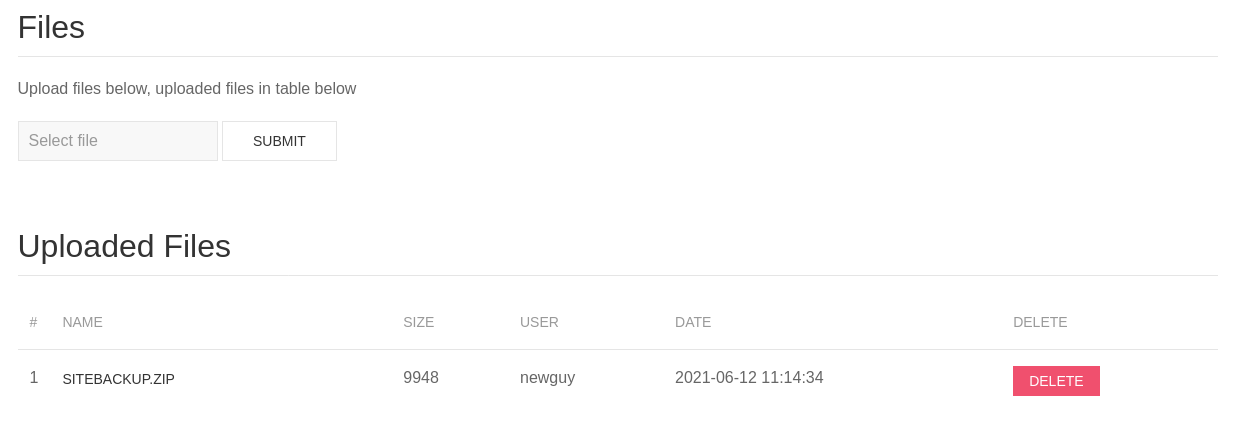 Files
Upload files below, uploaded files in table below
Select file SUBMIT
Uploaded Files
# NAME SIZE USER DATE DELETE
1 SITEBACKUP.ZIP 9948 newguy 2021-06-12 11:14:34 DELETE